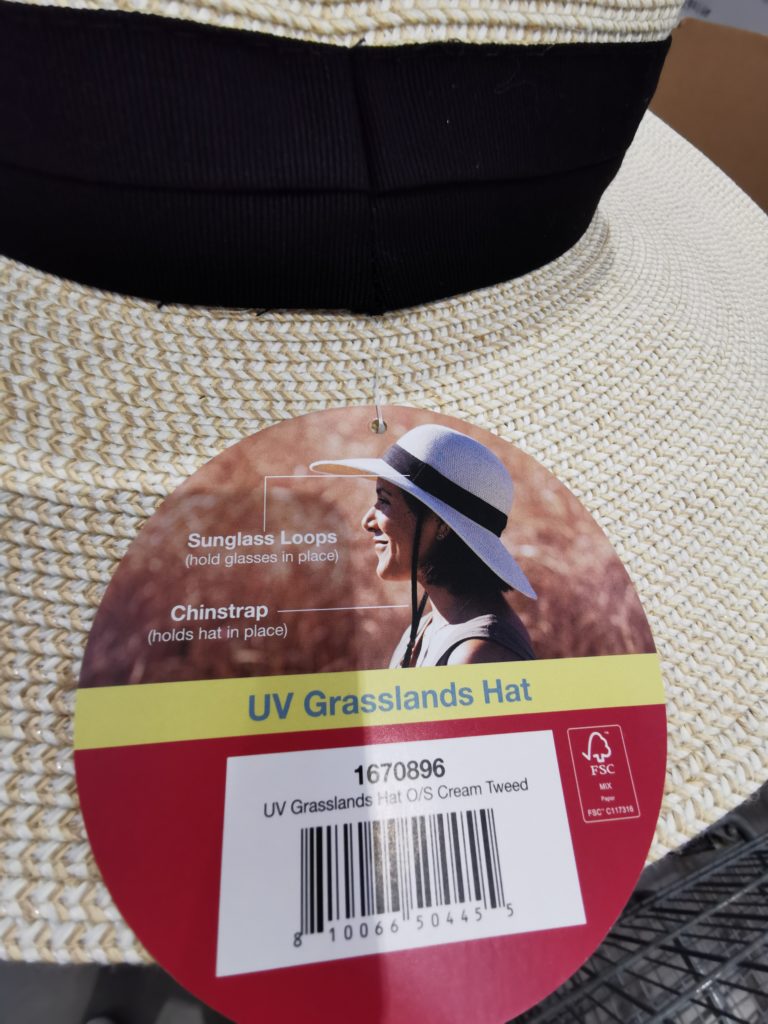 Sunglass Loops
(hold glasses in place)
Chinstrap
(holds hat in place)
UV Grasslands Hat
1670896
UV Grasslands Hat O/S Cream Tweed
8 10066 50445 5
FSC
MIX
Paper
FSC™ C117316